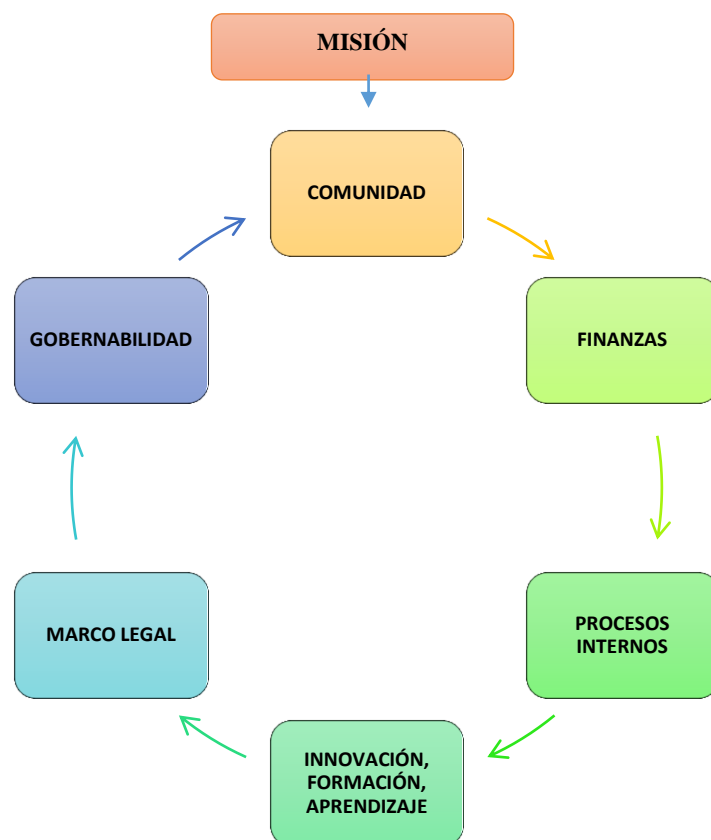 MISIÓN
COMUNIDAD
FINANZAS
PROCESOS
INTERNOS
INNOVACIÓN,
FORMACIÓN,
APRENDIZAJE
MARCO LEGAL
GOBERNABILIDAD